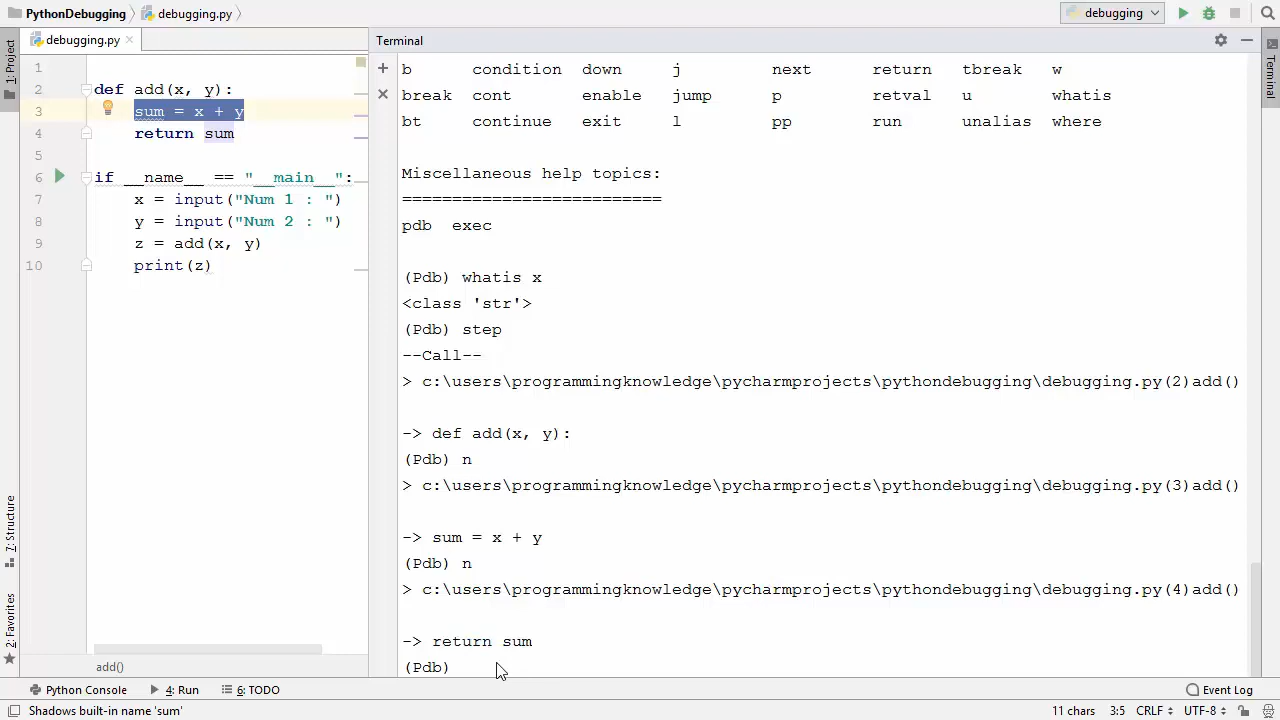 PythonDebugging
debugging.py
debugging
debugging.py
Terminal
1: Project
7: Structure
2: Favorites
1
2 def add(x, y):
3 sum = x + y
4 return sum
5
6 if __name__ == "__main__":
7 x = input("Num 1 : ")
8 y = input("Num 2 : ")
9 z = add(x, y)
10 print(z)
add()
b condition down j next return tbreak w
break cont enable jump p retval u whatis
bt continue exit l pp run unalias where
Miscellaneous help topics:
==========================
pdb exec
(Pdb) whatis x
<class 'str'>
(Pdb) step
--Call--
> c:\users\programmingknowledge\pycharmprojects\pythondebugging\debugging.py(2)add()
-> def add(x, y):
(Pdb) n
> c:\users\programmingknowledge\pycharmprojects\pythondebugging\debugging.py(3)add()
-> sum = x + y
(Pdb) n
> c:\users\programmingknowledge\pycharmprojects\pythondebugging\debugging.py(4)add()
-> return sum
(Pdb)
Terminal
Python Console 4: Run 6: TODO Event Log
Shadows built-in name 'sum' 11 chars 3:5 CRLF UTF-8